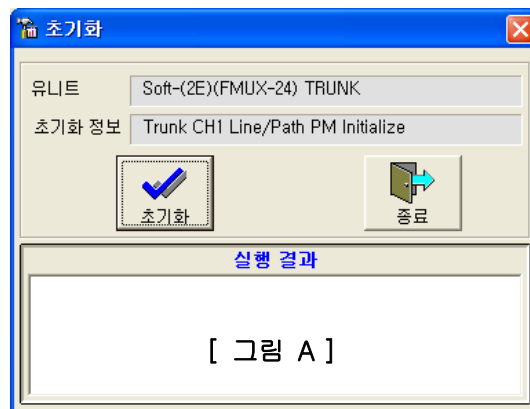 초기화
유니트 Soft-(2E)(FMUX-24) TRUNK
초기화 정보 Trunk CH1 Line/Path PM Initialize
초기화 종료
실행 결과
[ 그림 A ]